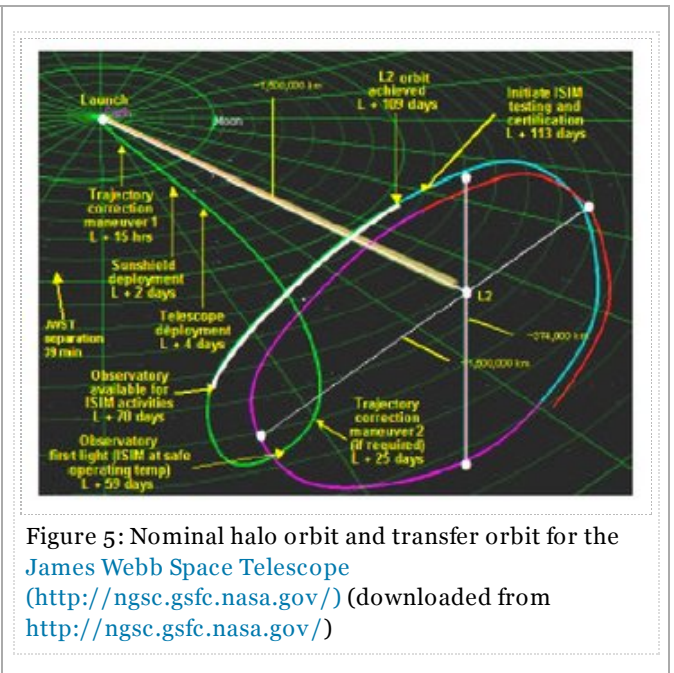 Launch
Moon
~1,500,000 km
L2 orbit
achieved
L + 109 days
Initiate ISIM
testing and
certification
L + 113 days
Trajectory
correction
maneuver 1
L + 15 hrs
Sunshield
deployment
L + 2 days
Telescope
deployment
L + 4 days
JWST
separation
39 min
L2
~374,000 km
~1,600,000 km
Observatory
available for
ISIM activities
L + 70 days
Observatory
first light (ISIM at safe
operating temp)
L + 59 days
Trajectory
correction
maneuver 2
(if required)
L + 25 days
Figure 5: Nominal halo orbit and transfer orbit for the
James Webb Space Telescope
(http://ngsc.gsfc.nasa.gov/) (downloaded from
http://ngsc.gsfc.nasa.gov/)